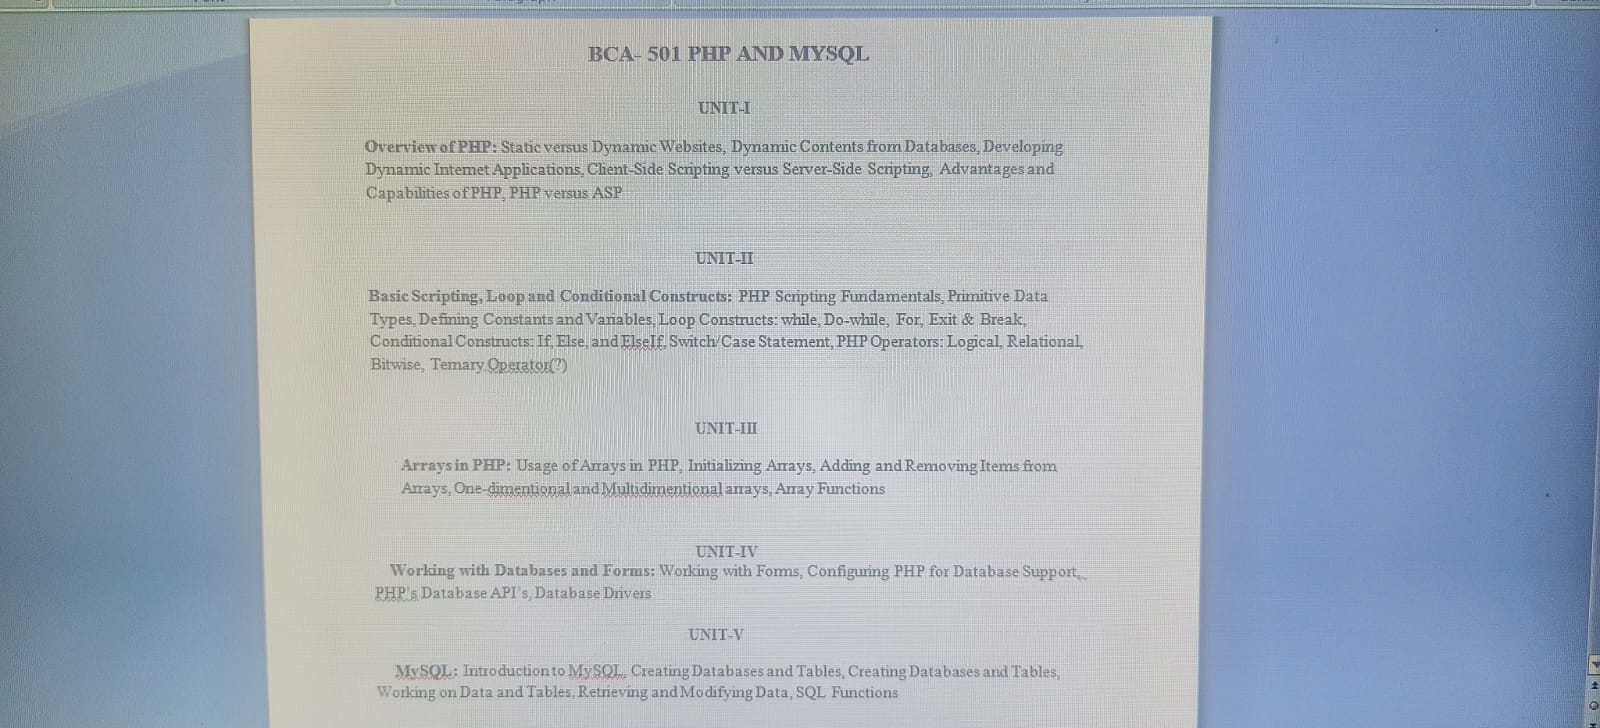 BCA- 501 PHP AND MYSQL
UNIT-I
Overview of PHP: Static versus Dynamic Websites, Dynamic Contents from Databases, Developing
Dynamic Internet Applications, Client-Side Scripting versus Server-Side Scripting, Advantages and
Capabilities of PHP, PHP versus ASP
UNIT-II
Basic Scripting, Loop and Conditional Constructs: PHP Scripting Fundamentals, Primitive Data
Types, Defining Constants and Variables, Loop Constructs: while, Do-while, For, Exit & Break,
Conditional Constructs: If, Else, and ElseIf, Switch/Case Statement, PHP Operators: Logical, Relational,
Bitwise, Ternary Operator(?)
UNIT-III
Arrays in PHP: Usage of Arrays in PHP, Initializing Arrays, Adding and Removing Items from
Arrays, One-dimentional and Multidimentional arrays, Array Functions
UNIT-IV
Working with Databases and Forms: Working with Forms, Configuring PHP for Database Support,
PHP's Database API's, Database Drivers
UNIT-V
MySQL: Introduction to MySQL, Creating Databases and Tables, Creating Databases and Tables,
Working on Data and Tables, Retrieving and Modifying Data, SQL Functions